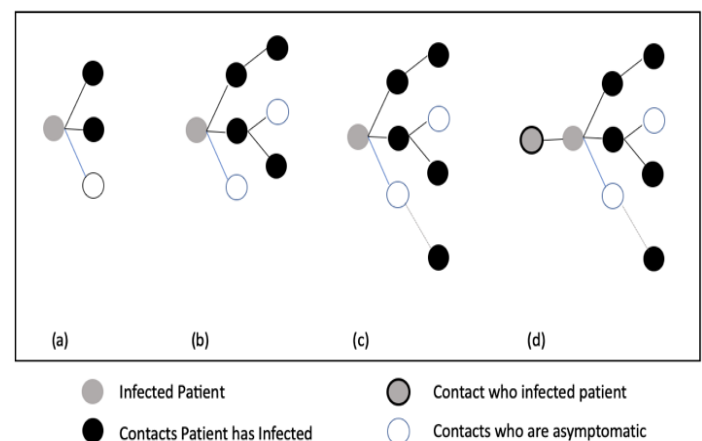 (a) (b) (c) (d)
Infected Patient Contact who infected patient
Contacts Patient has Infected Contacts who are asymptomatic